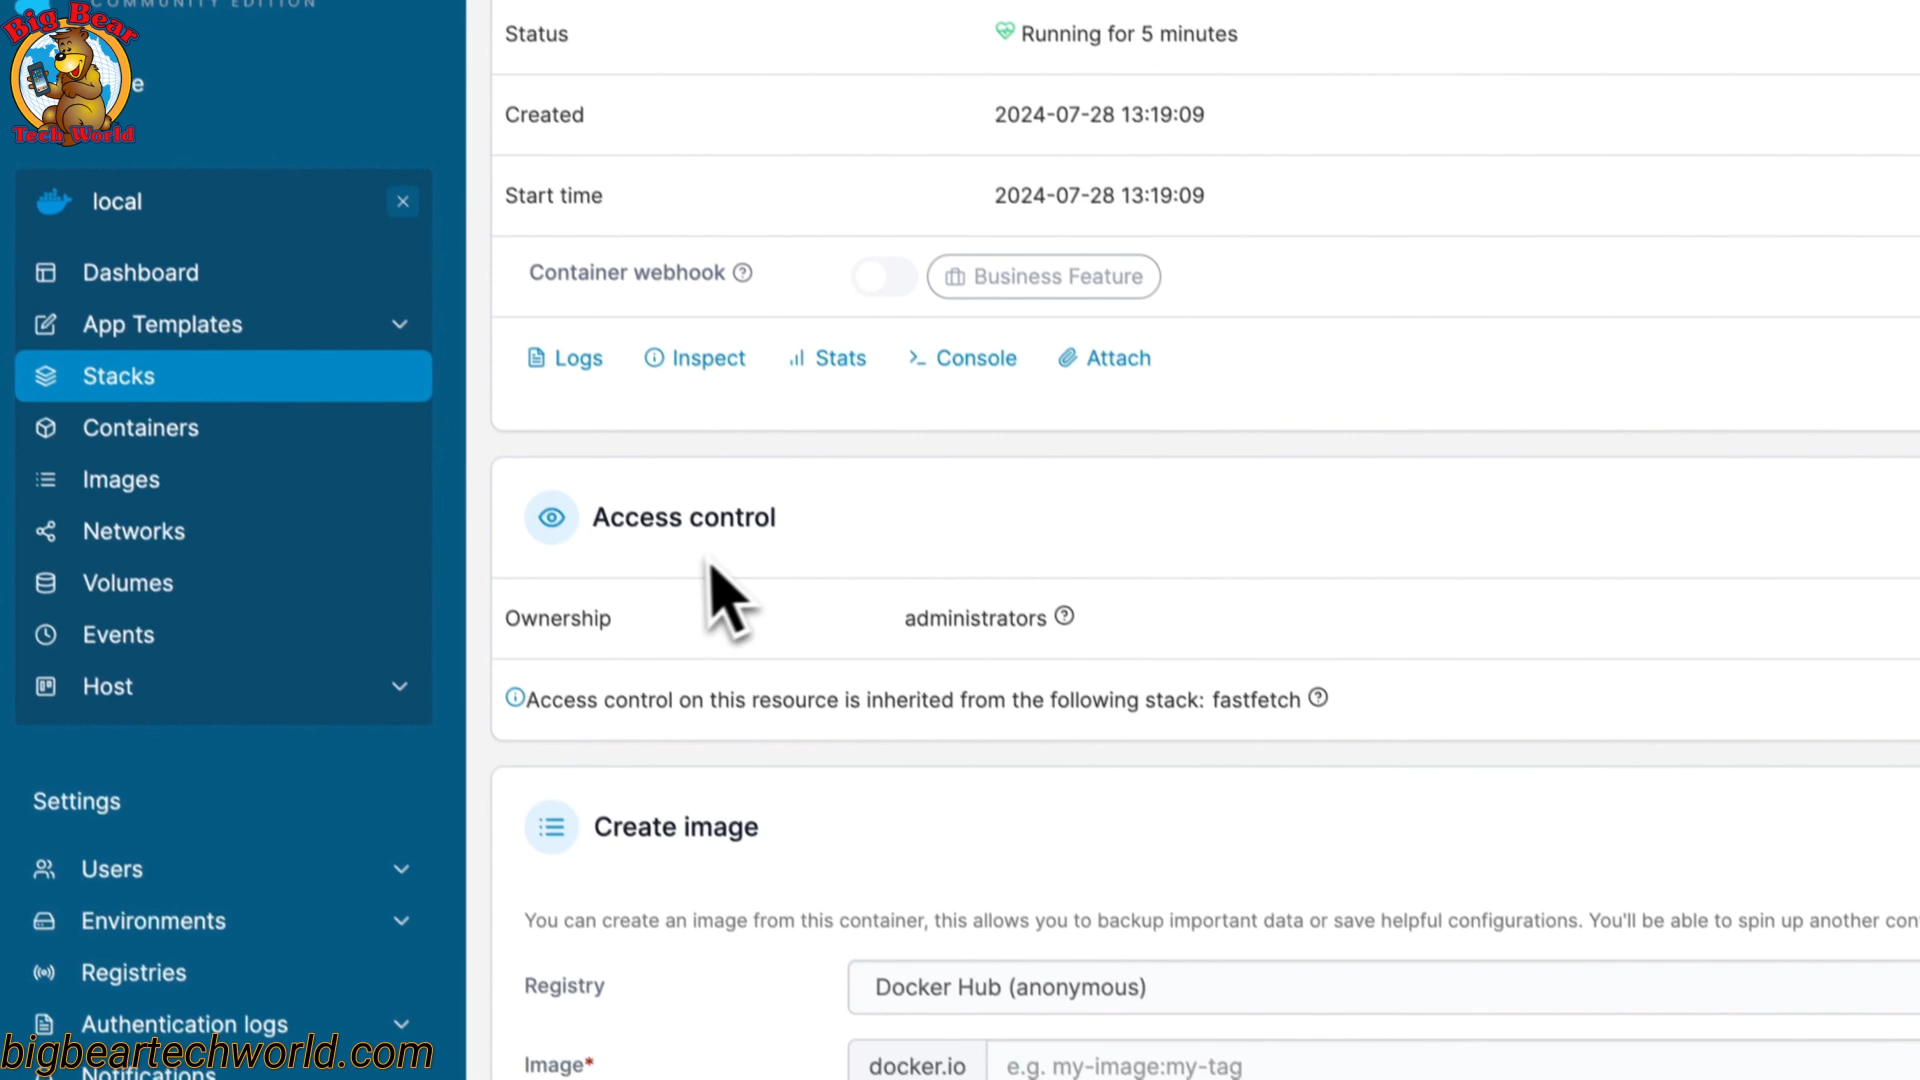 COMMUNITY EDITION
Big Bear
Tech World
e
local
Dashboard
App Templates
Stacks
Containers
Images
Networks
Volumes
Events
Host
Settings
Users
Environments
Registries
Authentication logs
Notifications
bigbeartechworld.com
Status Running for 5 minutes
Created 2024-07-28 13:19:09
Start time 2024-07-28 13:19:09
Container webhook Business Feature
Logs Inspect Stats Console Attach
Access control
Ownership administrators
Access control on this resource is inherited from the following stack: fastfetch
Create image
You can create an image from this container, this allows you to backup important data or save helpful configurations. You'll be able to spin up another con
Registry Docker Hub (anonymous)
Image* docker.io e.g. my-image:my-tag